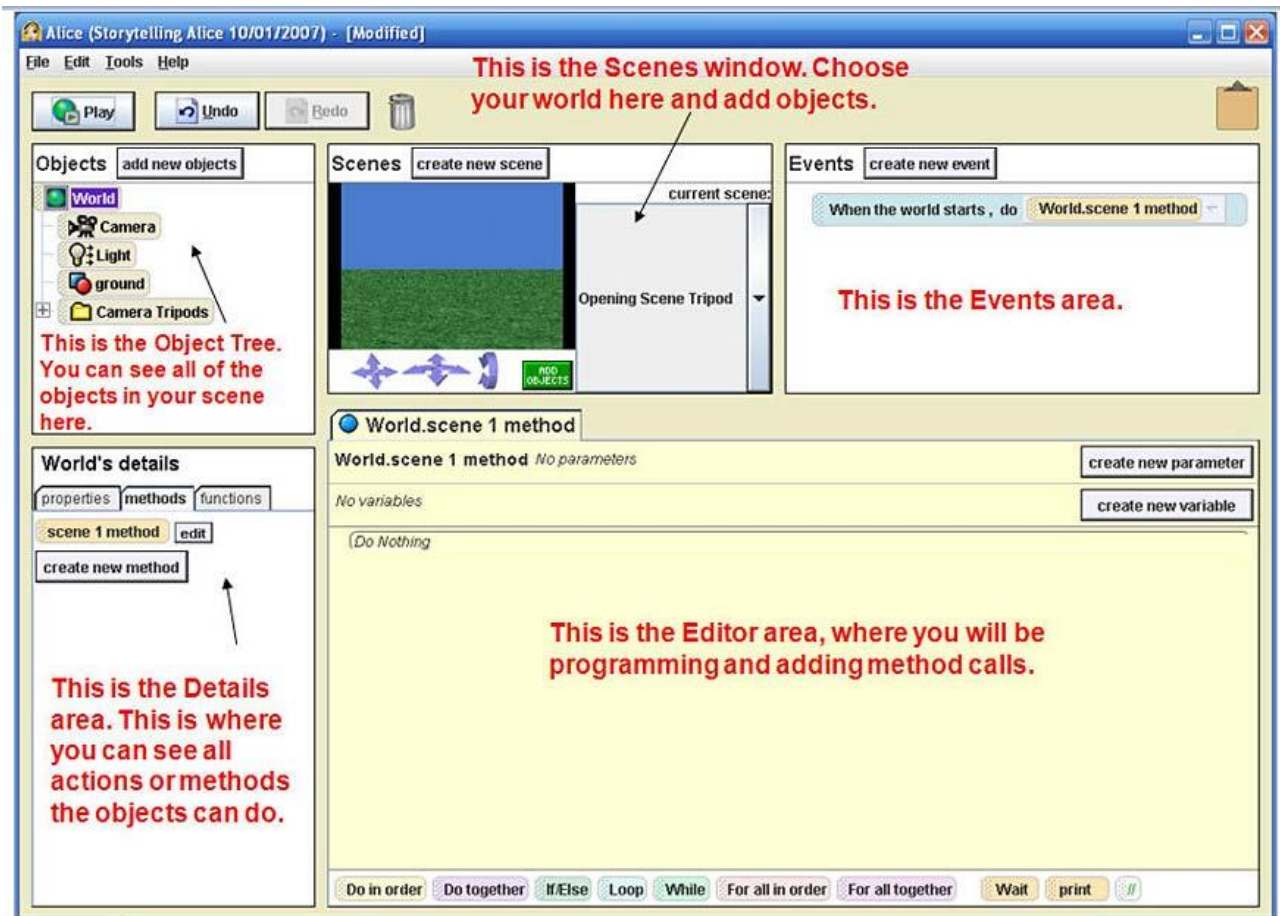 Alice (Storytelling Alice 10/01/2007) - [Modified]
File Edit Tools Help
This is the Scenes window. Choose
your world here and add objects.
Play Undo Redo
Objects add new objects
World
Camera
Light
ground
Camera Tripods
This is the Object Tree.
You can see all of the
objects in your scene
here.
Scenes create new scene
current scene:
Opening Scene Tripod
ADD
OBJECTS
Events create new event
When the world starts , do World.scene 1 method
This is the Events area.
World's details
properties methods functions
scene 1 method edit
create new method
This is the Details
area. This is where
you can see all
actions or methods
the objects can do.
World.scene 1 method
World.scene 1 method No parameters
create new parameter
No variables
create new variable
(Do Nothing
This is the Editor area, where you will be
programming and adding method calls.
Do in order Do together If/Else Loop While For all in order For all together Wait print //